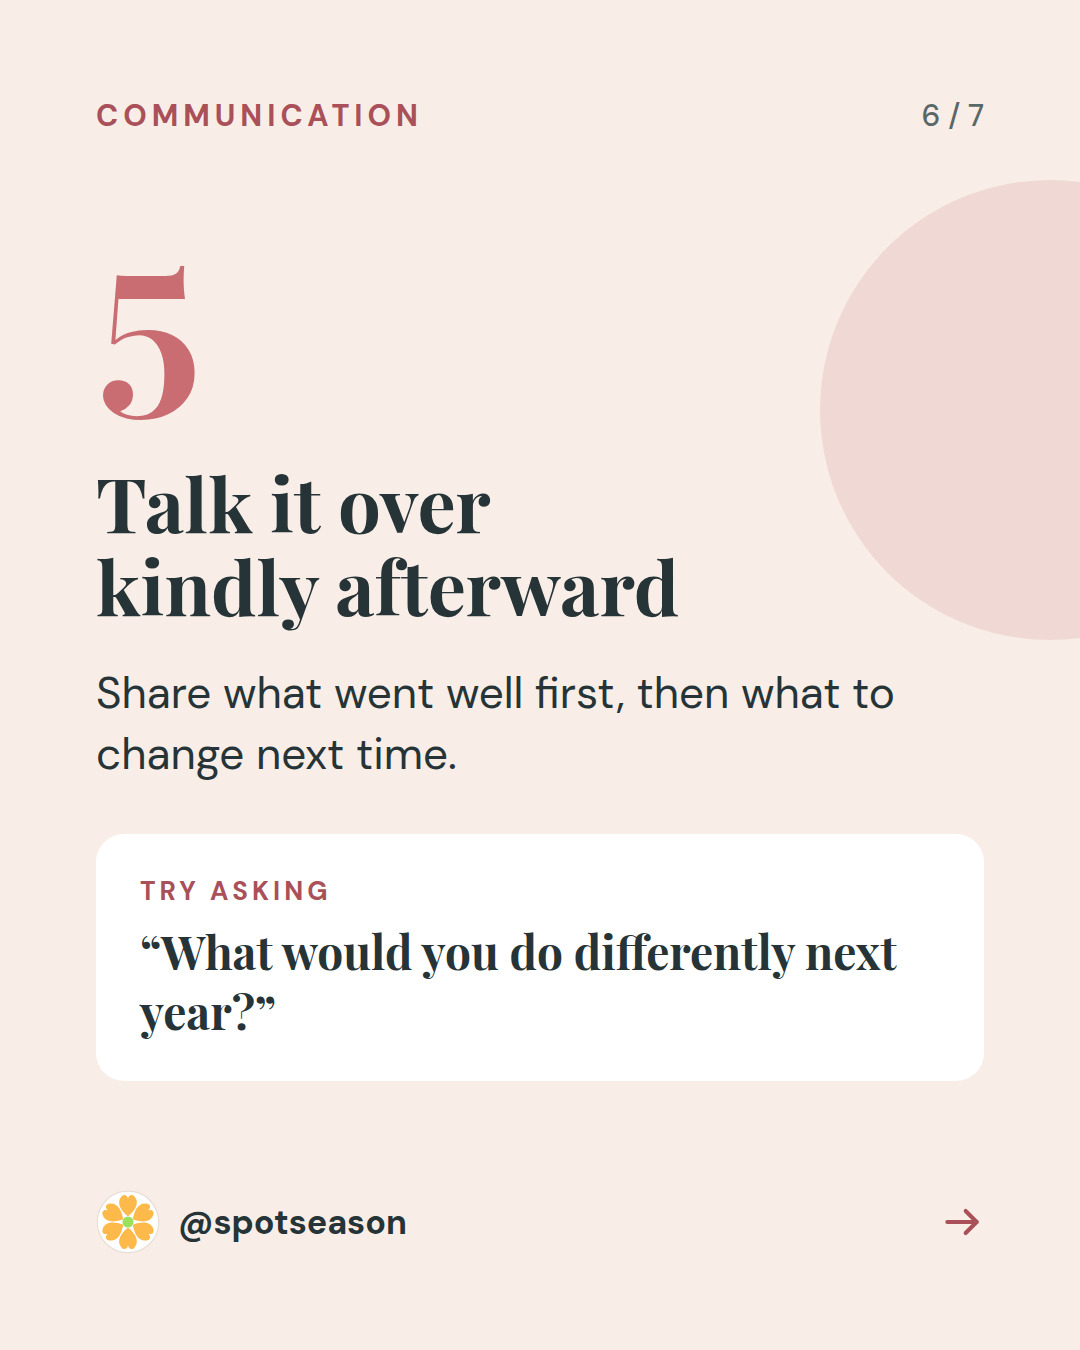 COMMUNICATION
6 / 7
5
Talk it over
kindly afterward
Share what went well first, then what to
change next time.
TRY ASKING
“What would you do differently next
year?”
@spotseason